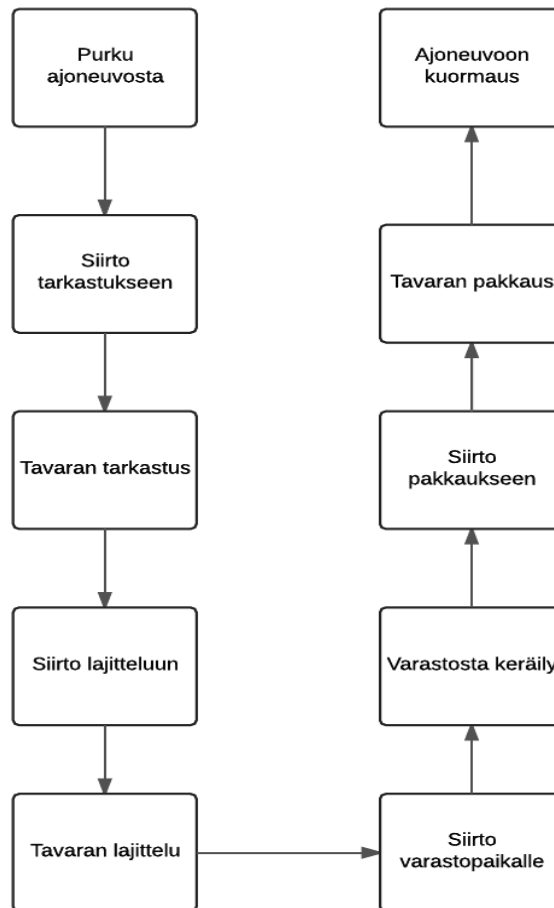 Purku
ajoneuvosta
Siirto
tarkastukseen
Tavaran tarkastus
Siirto lajitteluun
Tavaran lajittelu
Siirto
varastopaikalle
Varastosta keräily
Siirto
pakkaukseen
Tavaran pakkaus
Ajoneuvoon
kuormaus